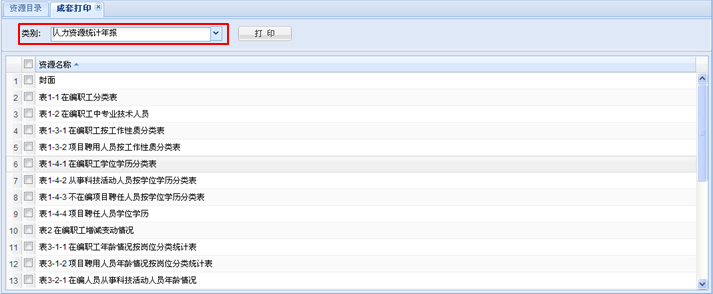 资源目录 成套打印
类别: 人力资源统计年报 打 印
资源名称
1 封面
2 表1-1 在编职工分类表
3 表1-2 在编职工中专业技术人员
4 表1-3-1 在编职工按工作性质分类表
5 表1-3-2 项目聘用人员按工作性质分类表
6 表1-4-1 在编职工学位学历分类表
7 表1-4-2 从事科技活动人员按学位学历分类表
8 表1-4-3 不在编项目聘任人员按学位学历分类表
9 表1-4-4 项目聘任人员学位学历
10 表2 在编职工增减变动情况
11 表3-1-1 在编职工年龄情况按岗位分类统计表
12 表3-1-2 项目聘用人员年龄情况按岗位分类统计表
13 表3-2-1 在编人员从事科技活动人员年龄情况